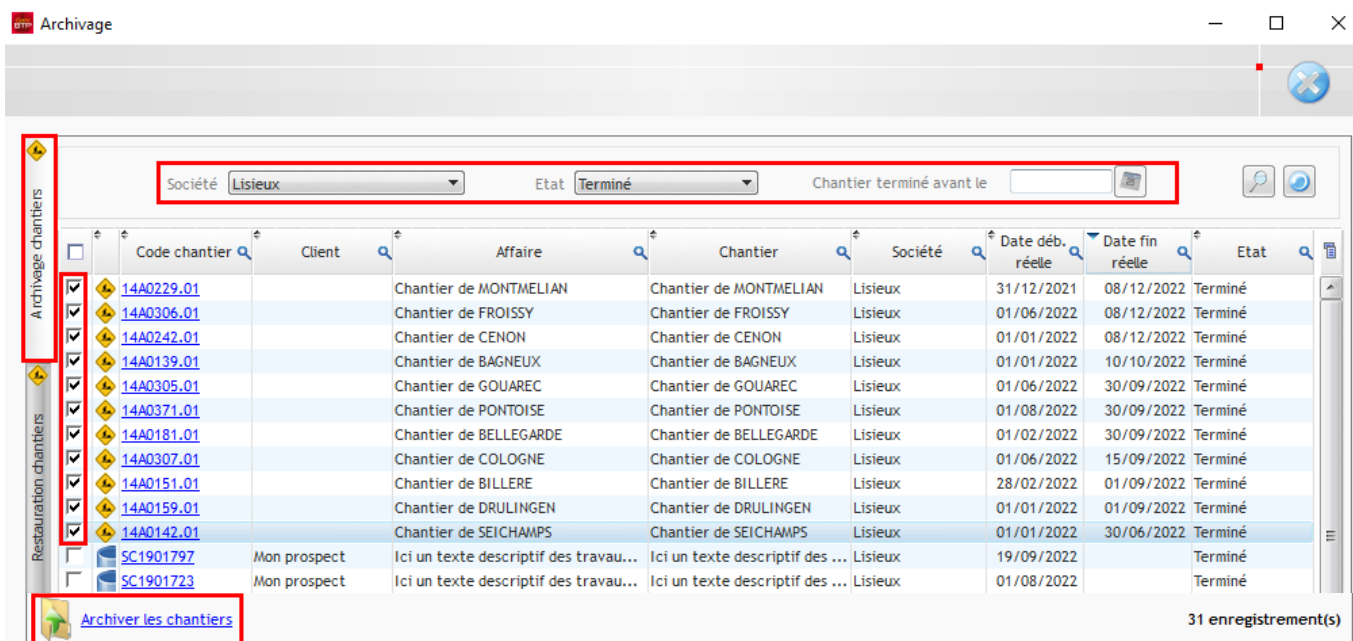 Archivage
Société Lisieux Etat Terminé Chantier terminé avant le
Archivage chantiers
Restauration chantiers
Code chantier Client Affaire Chantier Société Date déb. réelle Date fin réelle Etat
14A0229.01 Chantier de MONTMELIAN Chantier de MONTMELIAN Lisieux 31/12/2021 08/12/2022 Terminé
14A0306.01 Chantier de FROISSY Chantier de FROISSY Lisieux 01/06/2022 08/12/2022 Terminé
14A0242.01 Chantier de CENON Chantier de CENON Lisieux 01/01/2022 08/12/2022 Terminé
14A0139.01 Chantier de BAGNEUX Chantier de BAGNEUX Lisieux 01/01/2022 10/10/2022 Terminé
14A0305.01 Chantier de GOUAREC Chantier de GOUAREC Lisieux 01/06/2022 30/09/2022 Terminé
14A0371.01 Chantier de PONTOISE Chantier de PONTOISE Lisieux 01/08/2022 30/09/2022 Terminé
14A0181.01 Chantier de BELLEGARDE Chantier de BELLEGARDE Lisieux 01/02/2022 30/09/2022 Terminé
14A0307.01 Chantier de COLOGNE Chantier de COLOGNE Lisieux 01/06/2022 15/09/2022 Terminé
14A0151.01 Chantier de BILLERE Chantier de BILLERE Lisieux 28/02/2022 01/09/2022 Terminé
14A0159.01 Chantier de DRULINGEN Chantier de DRULINGEN Lisieux 01/01/2022 01/09/2022 Terminé
14A0142.01 Chantier de SEICHAMPS Chantier de SEICHAMPS Lisieux 01/01/2022 30/06/2022 Terminé
SC1901797 Mon prospect Ici un texte descriptif des travau... Ici un texte descriptif des ... Lisieux 19/09/2022 Terminé
SC1901723 Mon prospect Ici un texte descriptif des travau... Ici un texte descriptif des ... Lisieux 01/08/2022 Terminé
Archiver les chantiers 31 enregistrement(s)